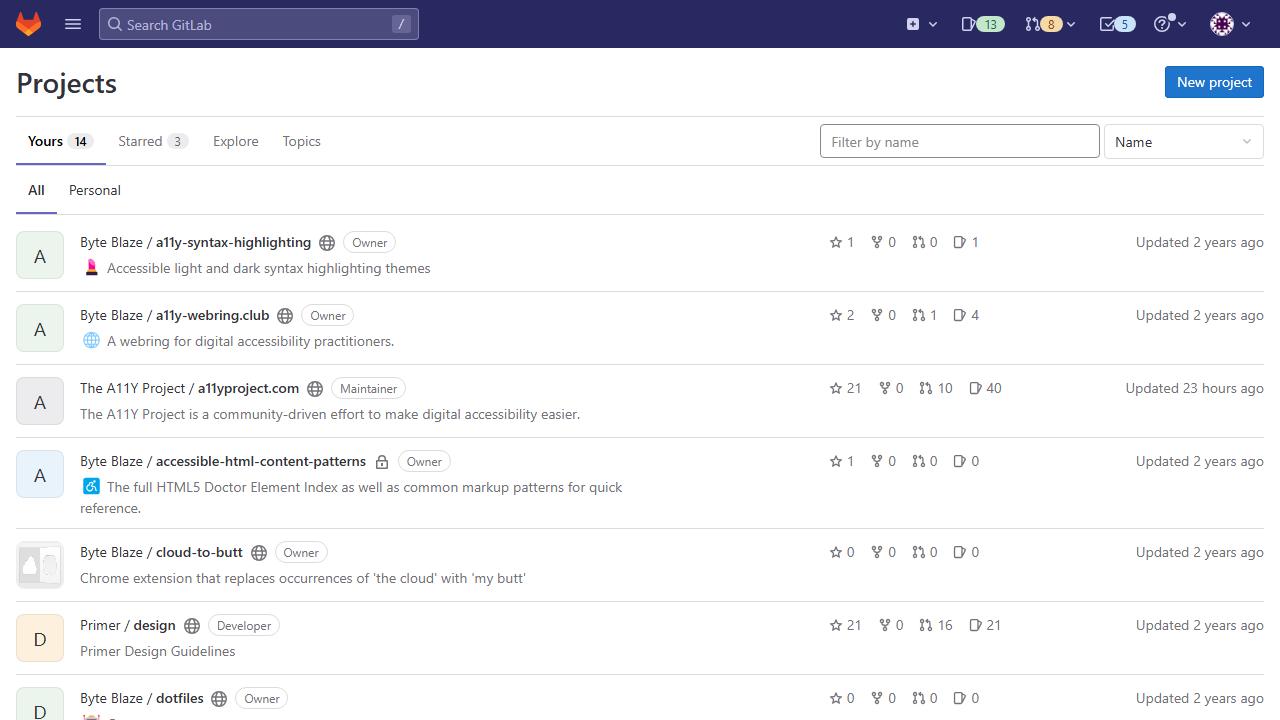 Search GitLab /
13
8
5
Projects
New project
Yours 14 Starred 3 Explore Topics
Filter by name
Name
All Personal
A
Byte Blaze / a11y-syntax-highlighting Owner
1 0 0 1
Updated 2 years ago
Accessible light and dark syntax highlighting themes
A
Byte Blaze / a11y-webring.club Owner
2 0 1 4
Updated 2 years ago
A webring for digital accessibility practitioners.
A
The A11Y Project / a11yproject.com Maintainer
21 0 10 40
Updated 23 hours ago
The A11Y Project is a community-driven effort to make digital accessibility easier.
A
Byte Blaze / accessible-html-content-patterns Owner
1 0 0 0
Updated 2 years ago
The full HTML5 Doctor Element Index as well as common markup patterns for quick
reference.
Byte Blaze / cloud-to-butt Owner
0 0 0 0
Updated 2 years ago
Chrome extension that replaces occurrences of 'the cloud' with 'my butt'
D
Primer / design Developer
21 0 16 21
Updated 2 years ago
Primer Design Guidelines
D
Byte Blaze / dotfiles Owner
0 0 0 0
Updated 2 years ago